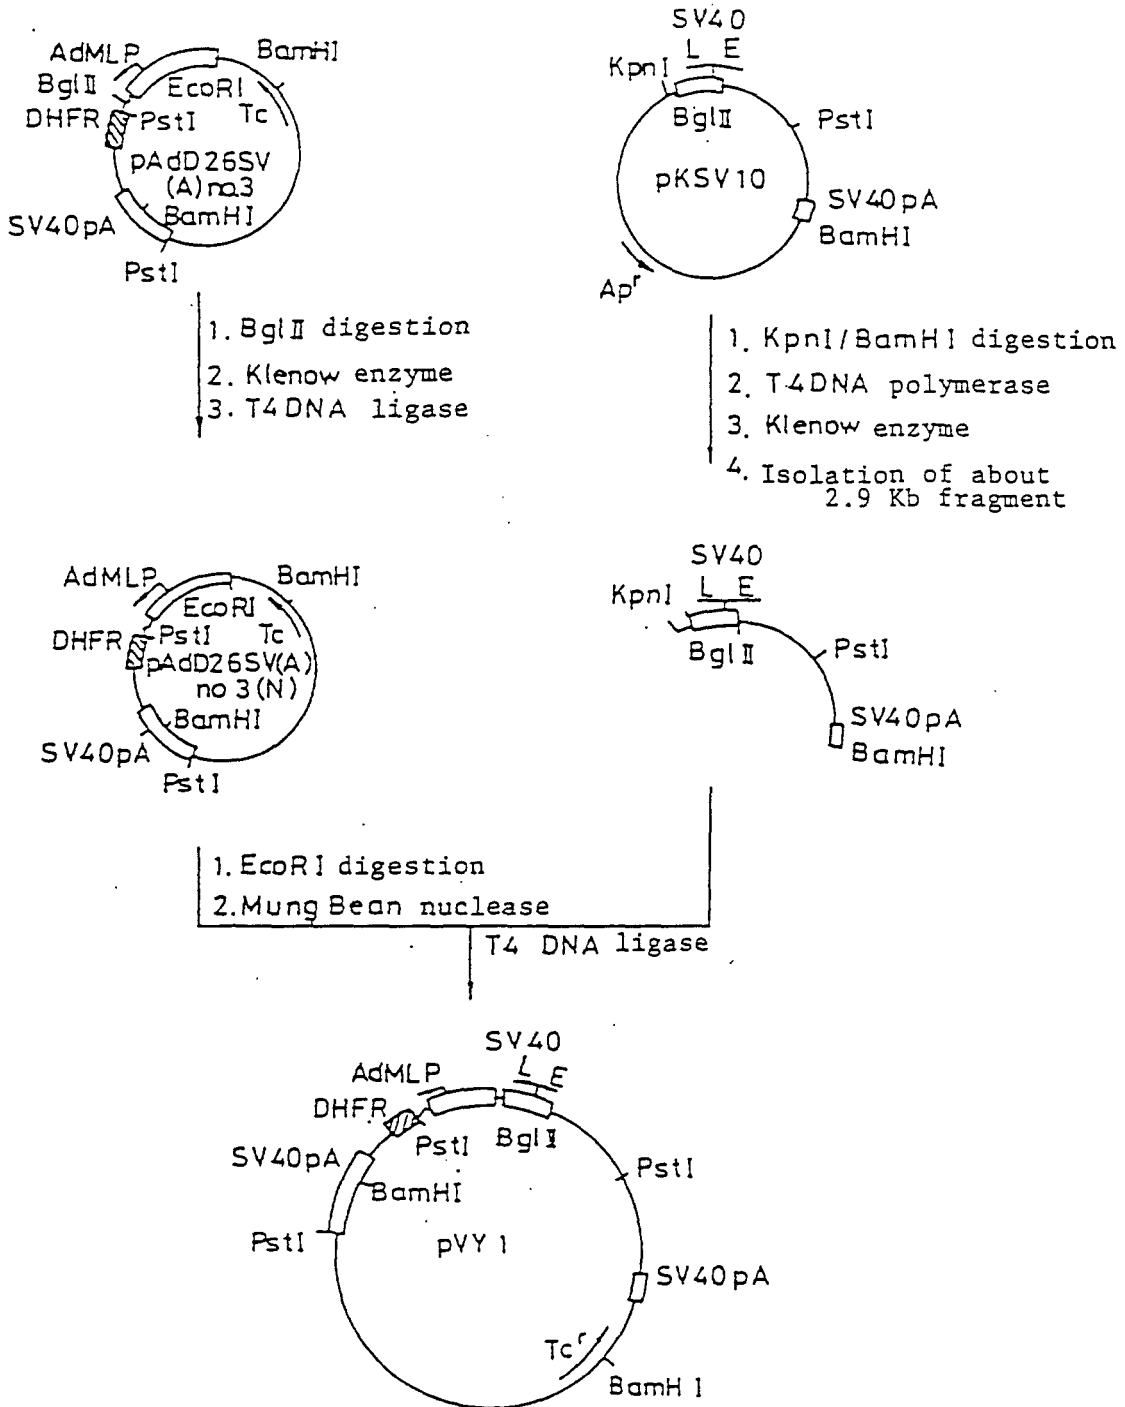 AdMLP
BamHI
BglII
EcoRI
DHFR
PstI
Tc
pAdD26SV
(A)no.3
BamHI
SV40pA
PstI
SV40
L E
KpnI
BglII
PstI
pKSV10
SV40pA
BamHI
Apr
1. BglII digestion
2. Klenow enzyme
3. T4DNA ligase
1. KpnI/BamHI digestion
2. T4DNA polymerase
3. Klenow enzyme
4. Isolation of about
2.9 Kb fragment
AdMLP
BamHI
EcoRI
DHFR
PstI
Tc
pAdD26SV(A)
no 3(N)
BamHI
SV40pA
PstI
SV40
L E
KpnI
BglII
PstI
SV40pA
BamHI
1. EcoRI digestion
2. Mung Bean nuclease
T4 DNA ligase
SV40
L E
AdMLP
DHFR
PstI
BglII
SV40pA
PstI
BamHI
PstI
pVY1
SV40pA
Tcr
BamHI